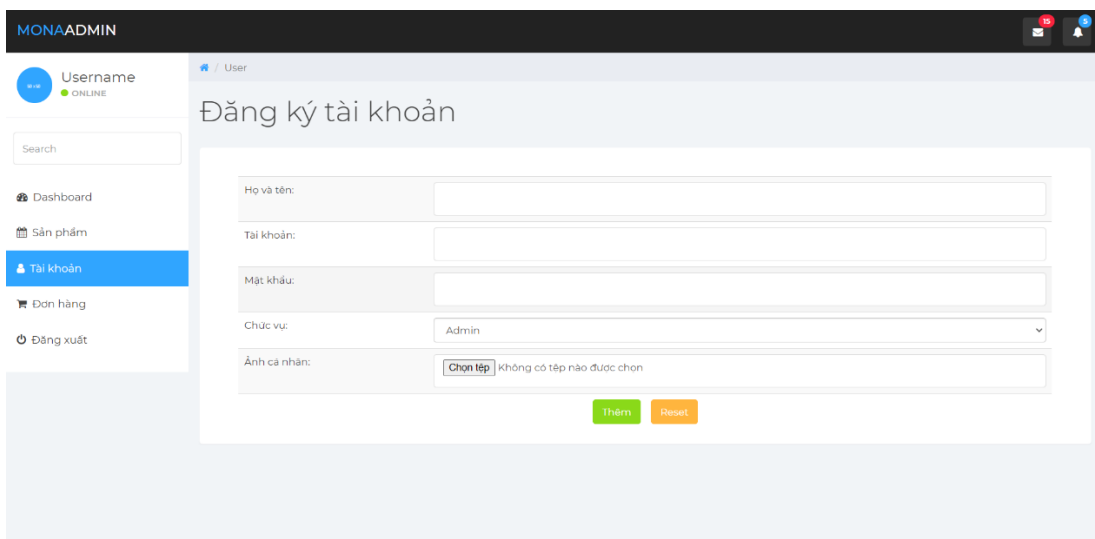 MONAADMIN
15
5
Username
ONLINE
/ User
Đăng ký tài khoản
Search
Dashboard
Sản phẩm
Tài khoản
Đơn hàng
Đăng xuất
Họ và tên:
Tài khoản:
Mật khẩu:
Chức vụ:
Admin
Ảnh cá nhân:
Chọn tệp Không có tệp nào được chọn
Thêm Reset